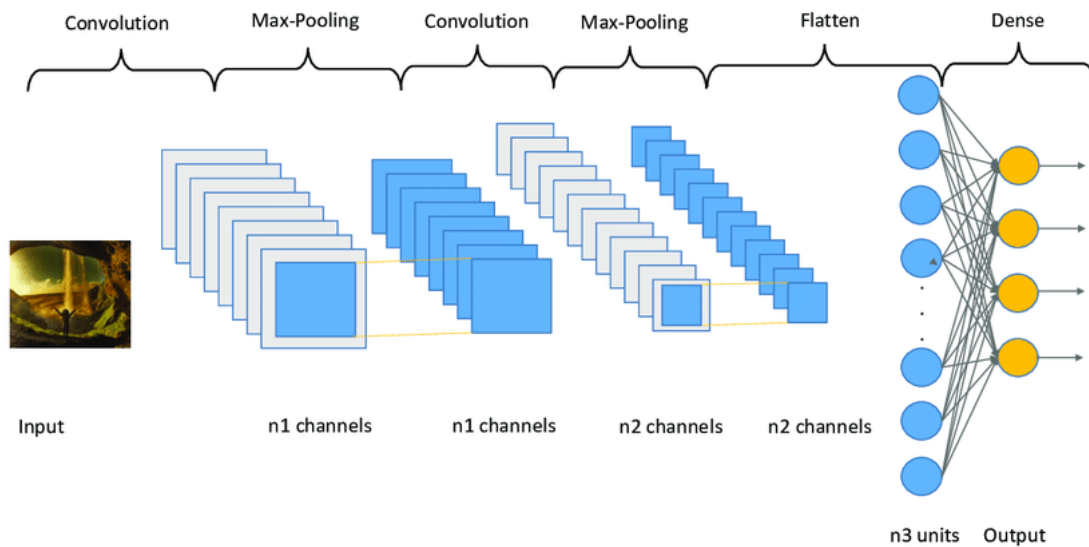 Convolution
Max-Pooling
Convolution
Max-Pooling
Flatten
Dense
Input
n1 channels
n1 channels
n2 channels
n2 channels
n3 units
Output